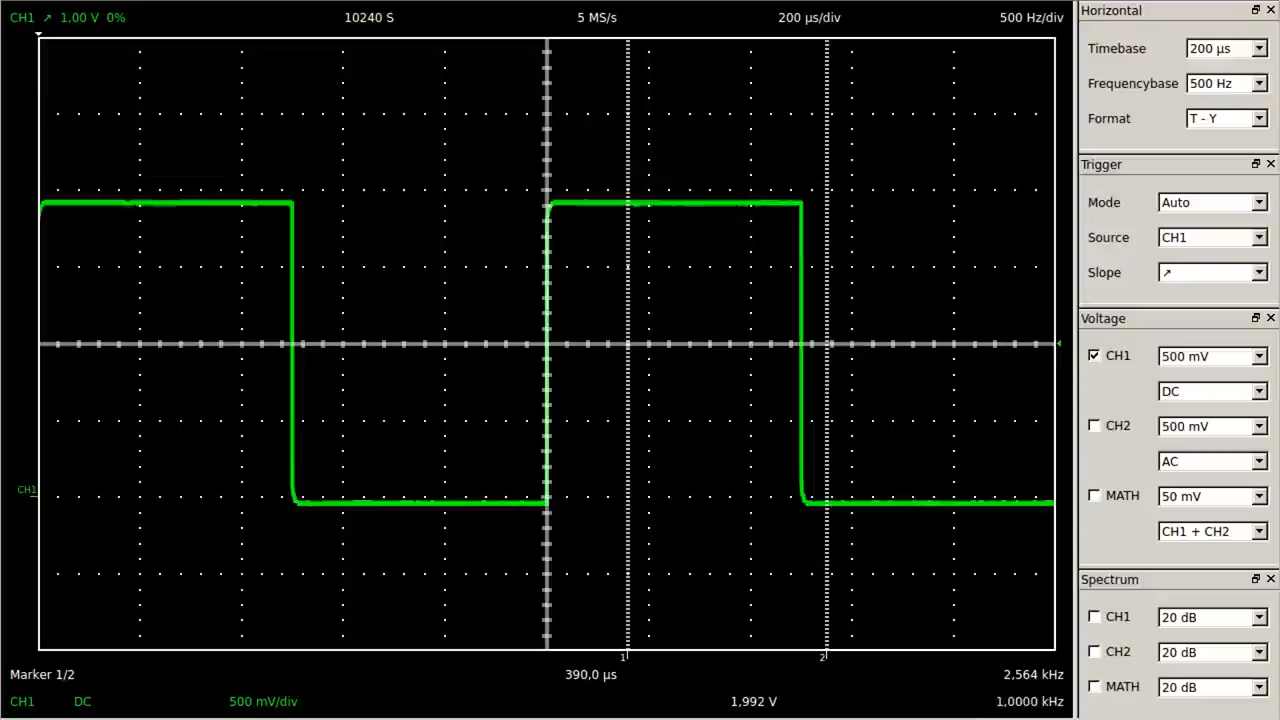 CH1 ↗ 1,00 V 0% 10240 S 5 MS/s 200 µs/div 500 Hz/div
CH1
1 2
Marker 1/2 390,0 µs 2,564 kHz
CH1 DC 500 mV/div 1,992 V 1,0000 kHz
Horizontal
Timebase 200 µs
Frequencybase 500 Hz
Format T - Y
Trigger
Mode Auto
Source CH1
Slope ↗
Voltage
CH1 500 mV
DC
CH2 500 mV
AC
MATH 50 mV
CH1 + CH2
Spectrum
CH1 20 dB
CH2 20 dB
MATH 20 dB